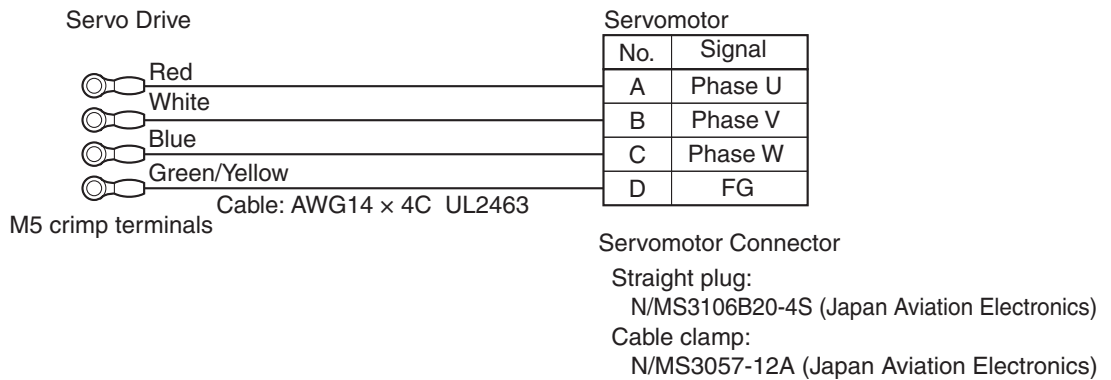 Servo Drive
Servomotor
No. Signal
Red
A Phase U
White
B Phase V
Blue
C Phase W
Green/Yellow
D FG
Cable: AWG14 × 4C UL2463
M5 crimp terminals
Servomotor Connector
Straight plug:
N/MS3106B20-4S (Japan Aviation Electronics)
Cable clamp:
N/MS3057-12A (Japan Aviation Electronics)